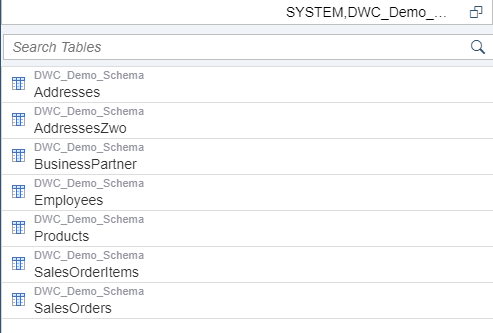 SYSTEM,DWC_Demo_...
Search Tables
DWC_Demo_Schema
Addresses
DWC_Demo_Schema
AddressesZwo
DWC_Demo_Schema
BusinessPartner
DWC_Demo_Schema
Employees
DWC_Demo_Schema
Products
DWC_Demo_Schema
SalesOrderItems
DWC_Demo_Schema
SalesOrders